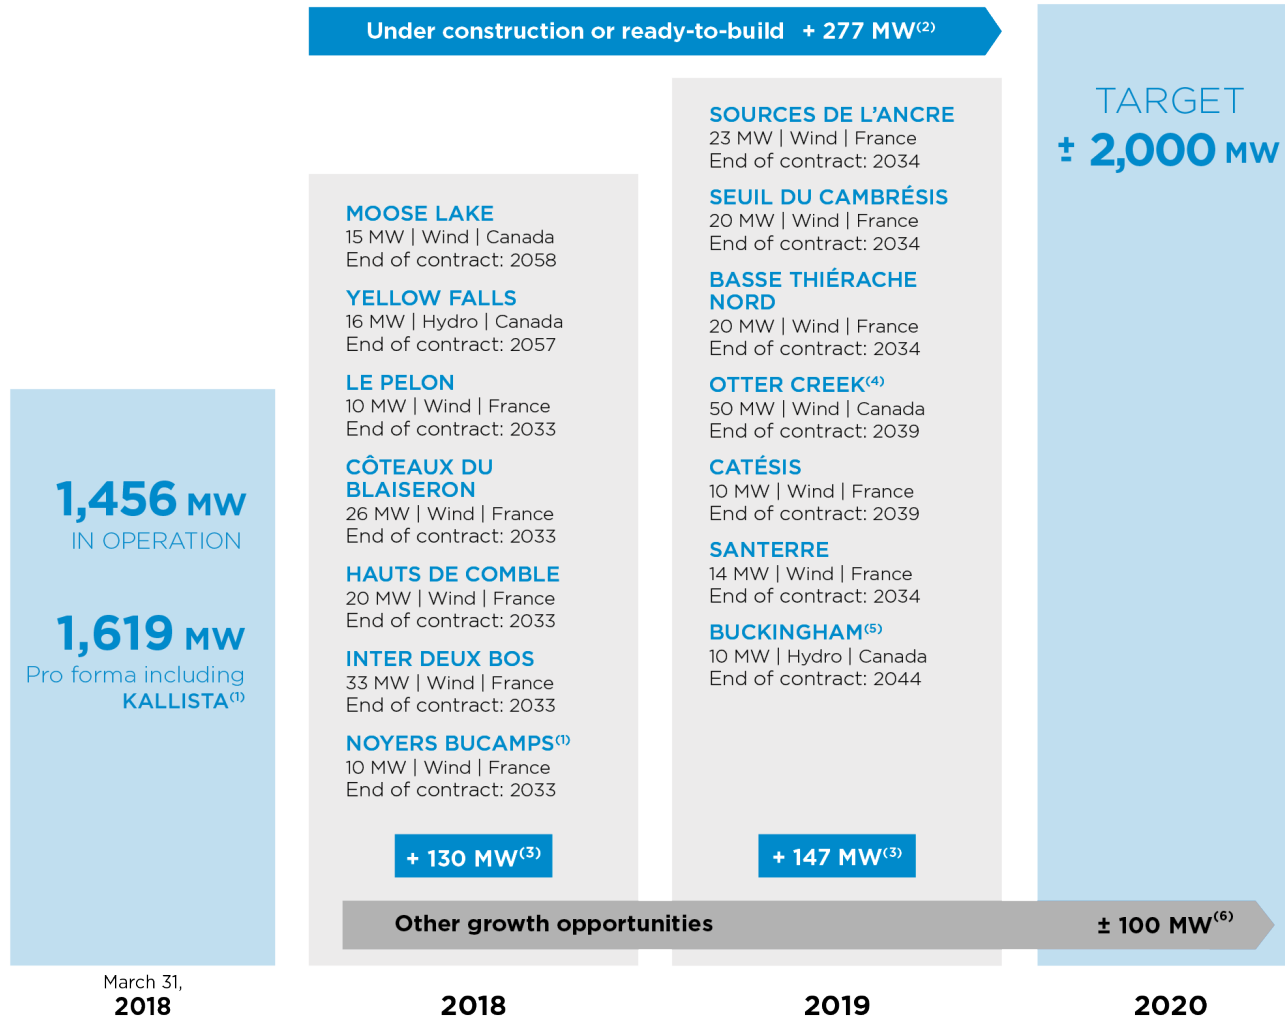 Under construction or ready-to-build + 277 MW(2)
1,456 MW
IN OPERATION
1,619 MW
Pro forma including
KALLISTA(1)
March 31,
2018
MOOSE LAKE
15 MW | Wind | Canada
End of contract: 2058
YELLOW FALLS
16 MW | Hydro | Canada
End of contract: 2057
LE PELON
10 MW | Wind | France
End of contract: 2033
CÔTEAUX DU
BLAISERON
26 MW | Wind | France
End of contract: 2033
HAUTS DE COMBLE
20 MW | Wind | France
End of contract: 2033
INTER DEUX BOS
33 MW | Wind | France
End of contract: 2033
NOYERS BUCAMPS(1)
10 MW | Wind | France
End of contract: 2033
+ 130 MW(3)
2018
SOURCES DE L’ANCRE
23 MW | Wind | France
End of contract: 2034
SEUIL DU CAMBRÉSIS
20 MW | Wind | France
End of contract: 2034
BASSE THIÉRACHE
NORD
20 MW | Wind | France
End of contract: 2034
OTTER CREEK(4)
50 MW | Wind | Canada
End of contract: 2039
CATÉSIS
10 MW | Wind | France
End of contract: 2039
SANTERRE
14 MW | Wind | France
End of contract: 2034
BUCKINGHAM(5)
10 MW | Hydro | Canada
End of contract: 2044
+ 147 MW(3)
2019
TARGET
± 2,000 MW
Other growth opportunities ± 100 MW(6)
2020